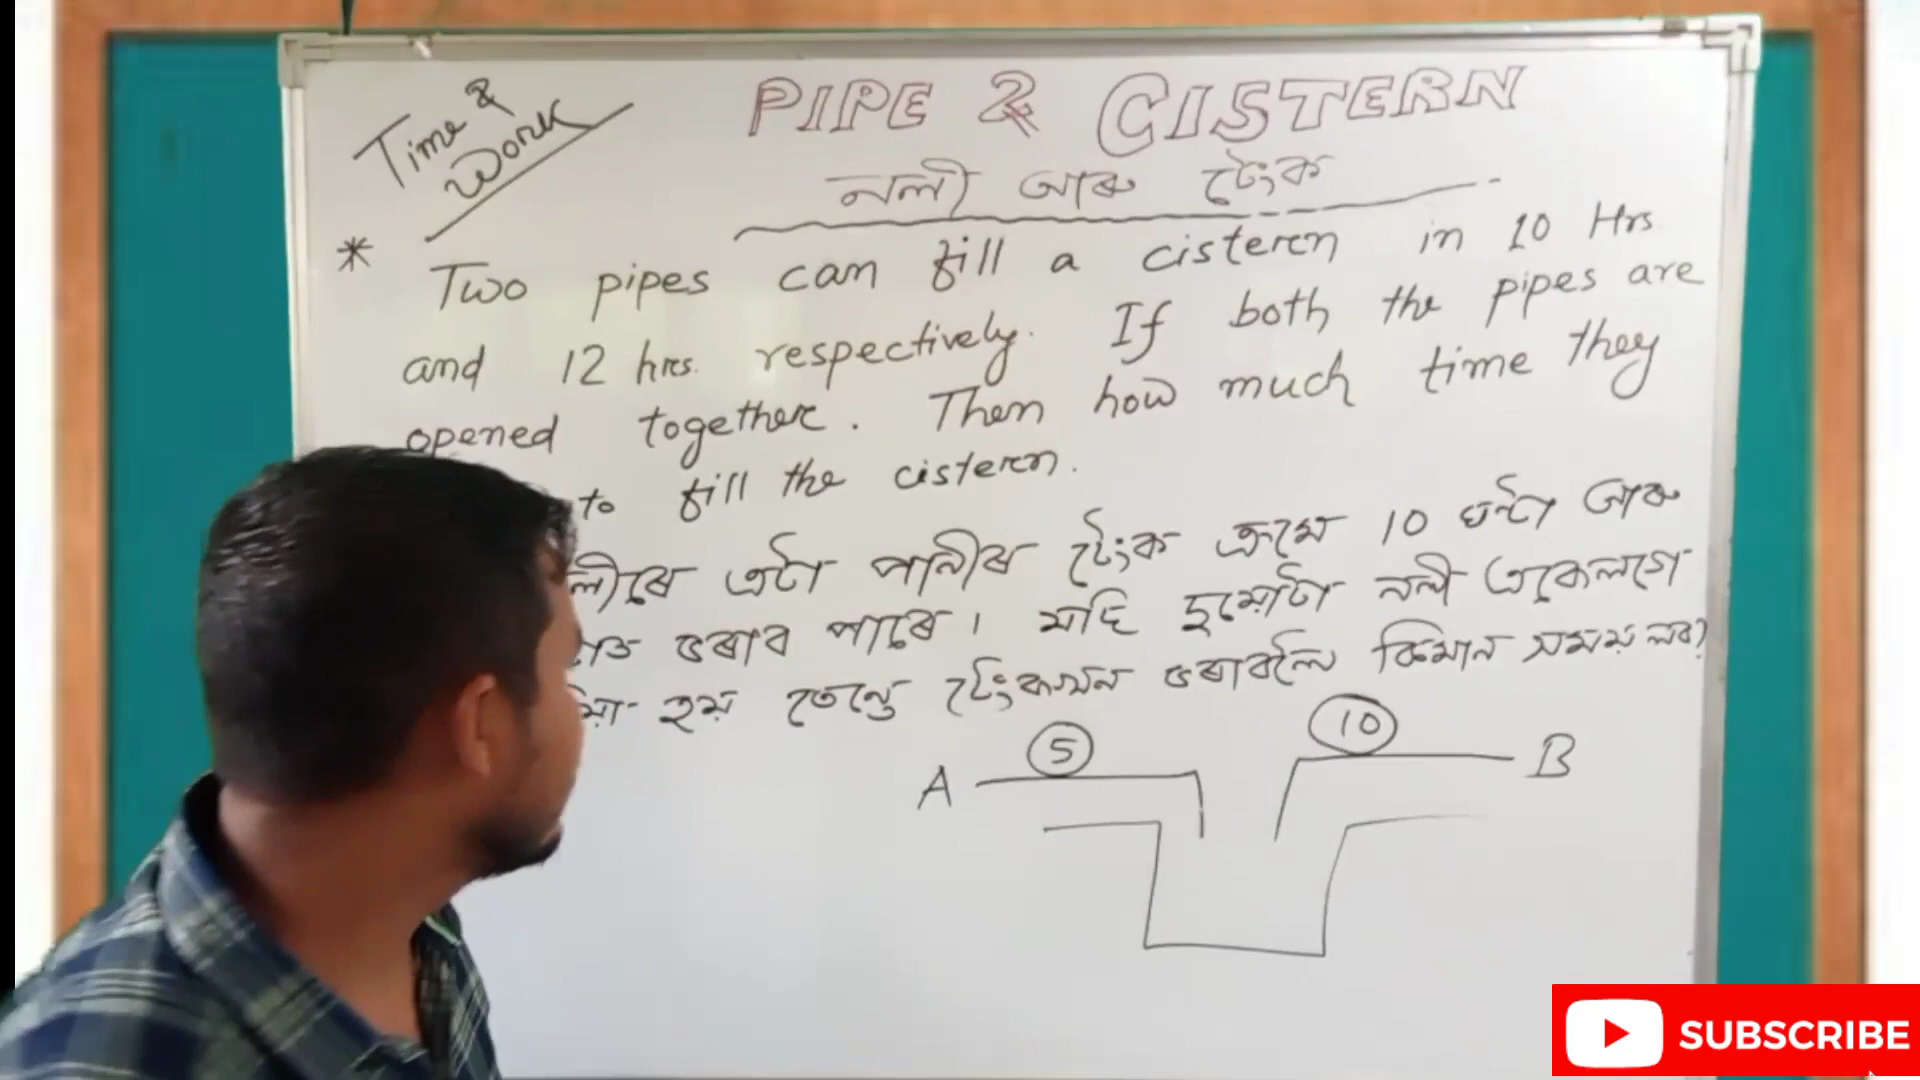 Time &
Work
PIPE & CISTERN
নলী আৰু টেংক
* Two pipes can fill a cistern in 10 Hrs
and 12 hrs. respectively. If both the pipes are
opened together. Then how much time they
to fill the cistern.
লীৰে এটা পানীৰ টেংক ক্ৰমে 10 ঘন্টা আৰু
ত ভৰাব পাৰে। যদি দুয়োটা নলী একেলগে
য়া হয় তেন্তে টেংকখন ভৰাবলৈ কিমান সময় লব?
5
10
A
B
SUBSCRIBE